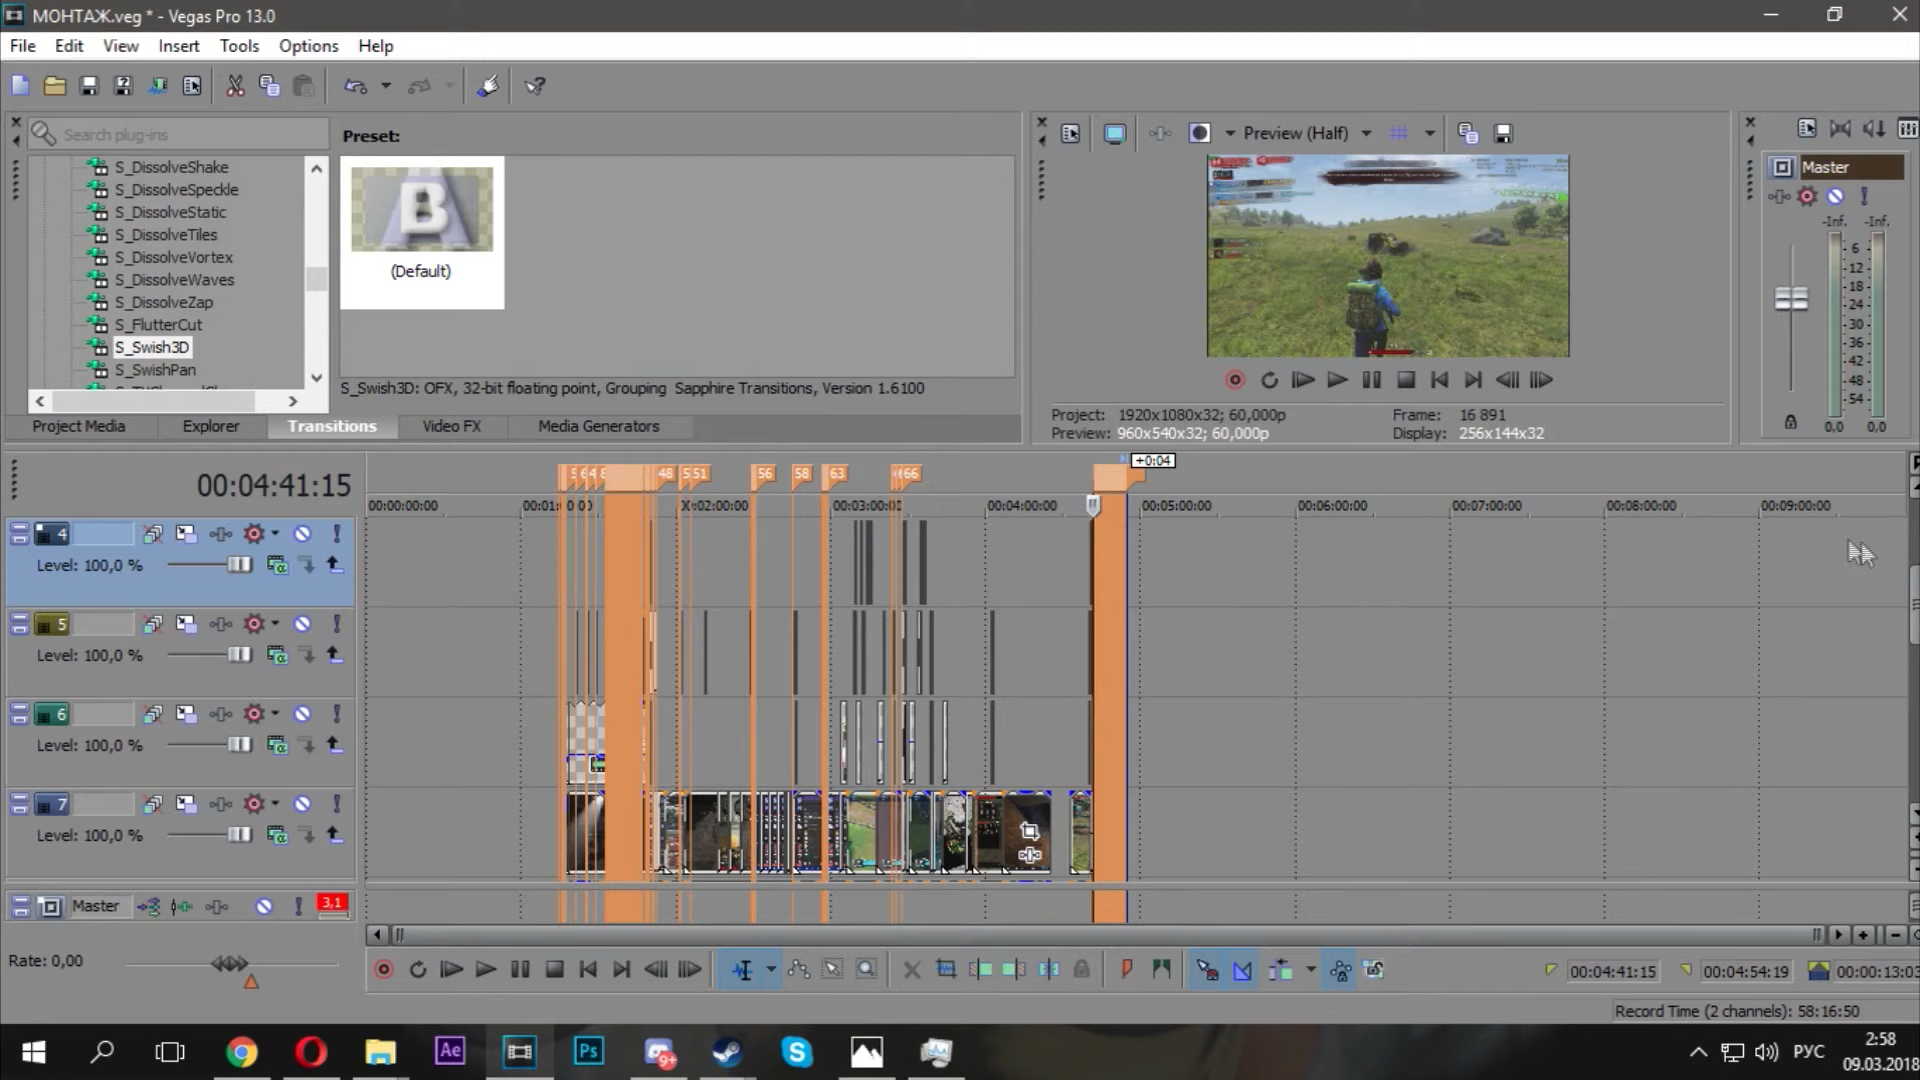 МОНТАЖ.veg * - Vegas Pro 13.0
File Edit View Insert Tools Options Help
Search plug-ins
Preset:
S_DissolveShake
S_DissolveSpeckle
S_DissolveStatic
S_DissolveTiles
S_DissolveVortex
S_DissolveWaves
S_DissolveZap
S_FlutterCut
S_Swish3D
S_SwishPan
(Default)
S_Swish3D: OFX, 32-bit floating point, Grouping Sapphire Transitions, Version 1.6100
Project Media Explorer Transitions Video FX Media Generators
Preview (Half)
Project: 1920x1080x32; 60,000p Frame: 16 891
Preview: 960x540x32; 60,000p Display: 256x144x32
Master
-Inf. -Inf.
6
12
18
24
30
36
42
48
54
0,0 0,0
00:04:41:15
48 51 56 58 63 66
+0:04
00:00:00:00 00:02:00:00 00:03:00:00 00:04:00:00 00:05:00:00 00:06:00:00 00:07:00:00 00:08:00:00 00:09:00:00
4
Level: 100,0 %
5
Level: 100,0 %
6
Level: 100,0 %
7
Level: 100,0 %
Master 3,1
Rate: 0,00
00:04:41:15 00:04:54:19 00:00:13:03
Record Time (2 channels): 58:16:50
Ae Ps 9+ РУС
2:58
09.03.2018